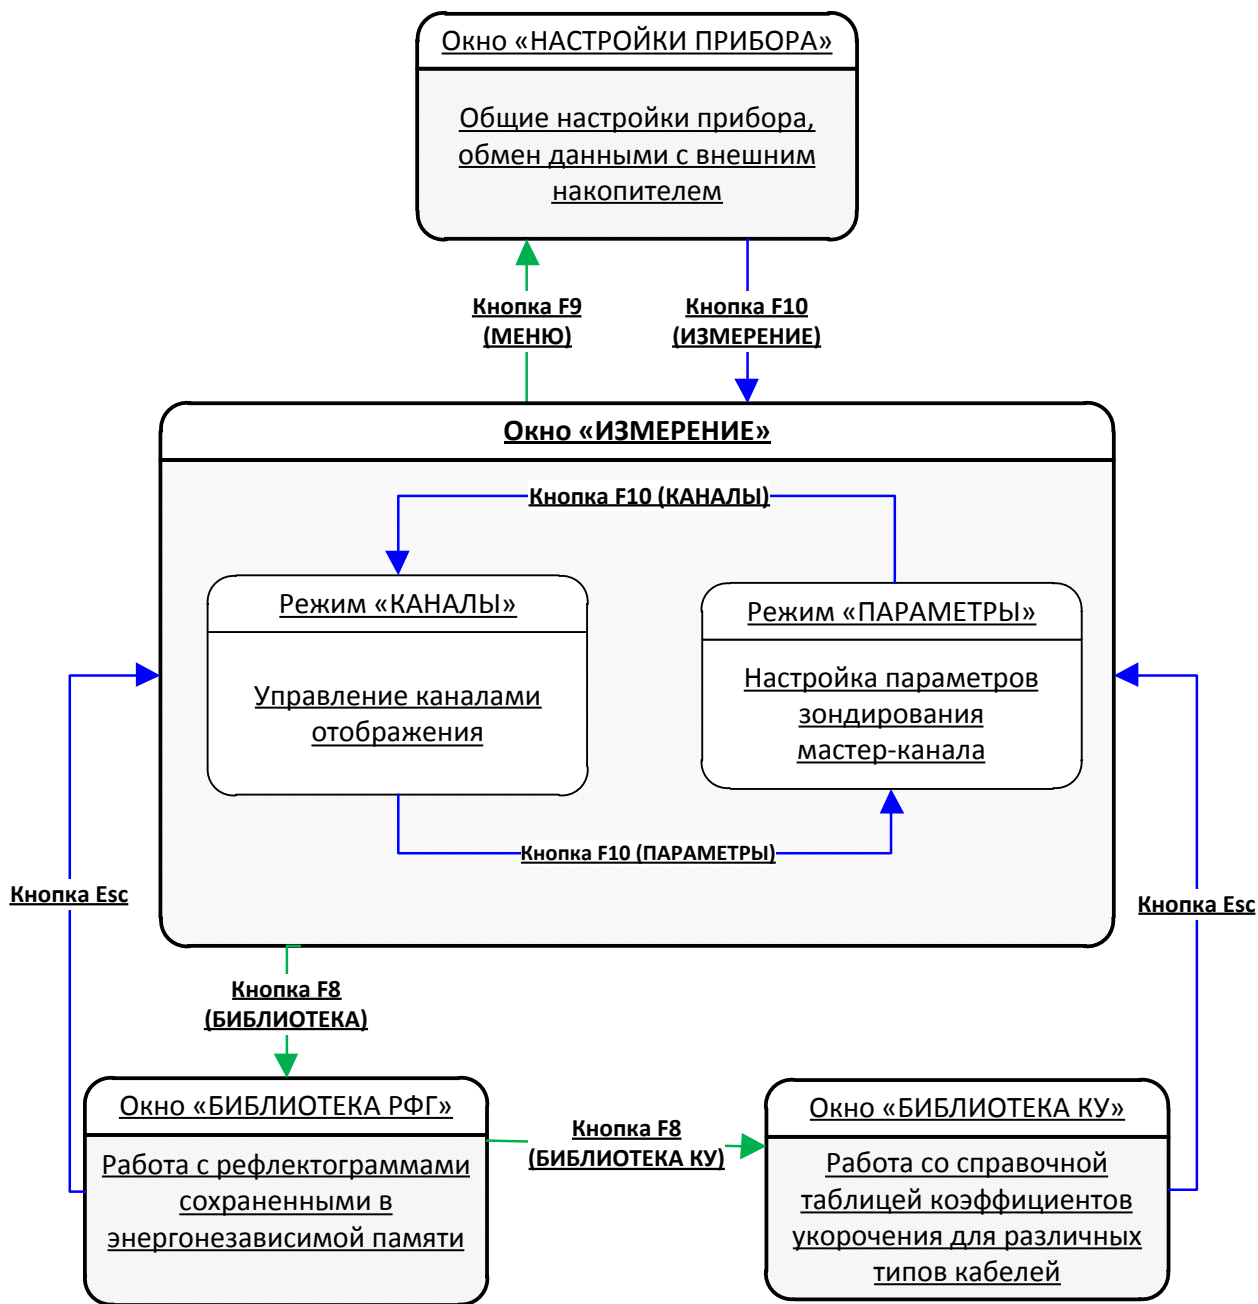 Окно «НАСТРОЙКИ ПРИБОРА»
Общие настройки прибора,
обмен данными с внешним
накопителем
Кнопка F9
(МЕНЮ)
Кнопка F10
(ИЗМЕРЕНИЕ)
Окно «ИЗМЕРЕНИЕ»
Кнопка F10 (КАНАЛЫ)
Режим «КАНАЛЫ»
Управление каналами
отображения
Режим «ПАРАМЕТРЫ»
Настройка параметров
зондирования
мастер-канала
Кнопка F10 (ПАРАМЕТРЫ)
Кнопка Esc
Кнопка Esc
Кнопка F8
(БИБЛИОТЕКА)
Окно «БИБЛИОТЕКА РФГ»
Работа с рефлектограммами
сохраненными в
энергонезависимой памяти
Кнопка F8
(БИБЛИОТЕКА КУ)
Окно «БИБЛИОТЕКА КУ»
Работа со справочной
таблицей коэффициентов
укорочения для различных
типов кабелей